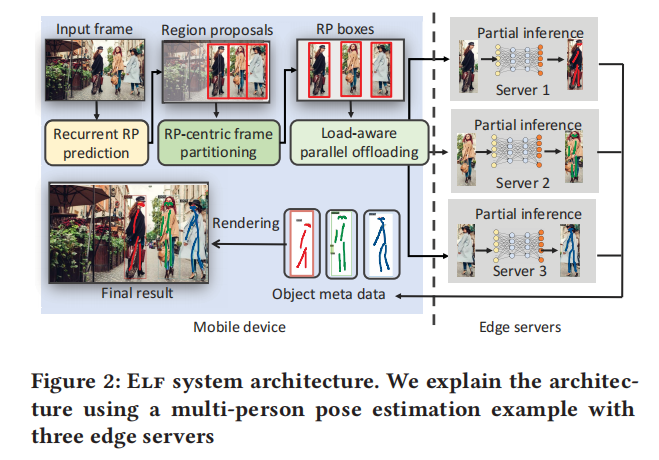 Input frame
Region proposals
RP boxes
Recurrent RP
prediction
RP-centric frame
partitioning
Load-aware
parallel offloading
Partial inference
Server 1
Partial inference
Server 2
Partial inference
Server 3
Rendering
Final result
Object meta data
Mobile device
Edge servers
Figure 2: ELF system architecture. We explain the architec-
ture using a multi-person pose estimation example with
three edge servers